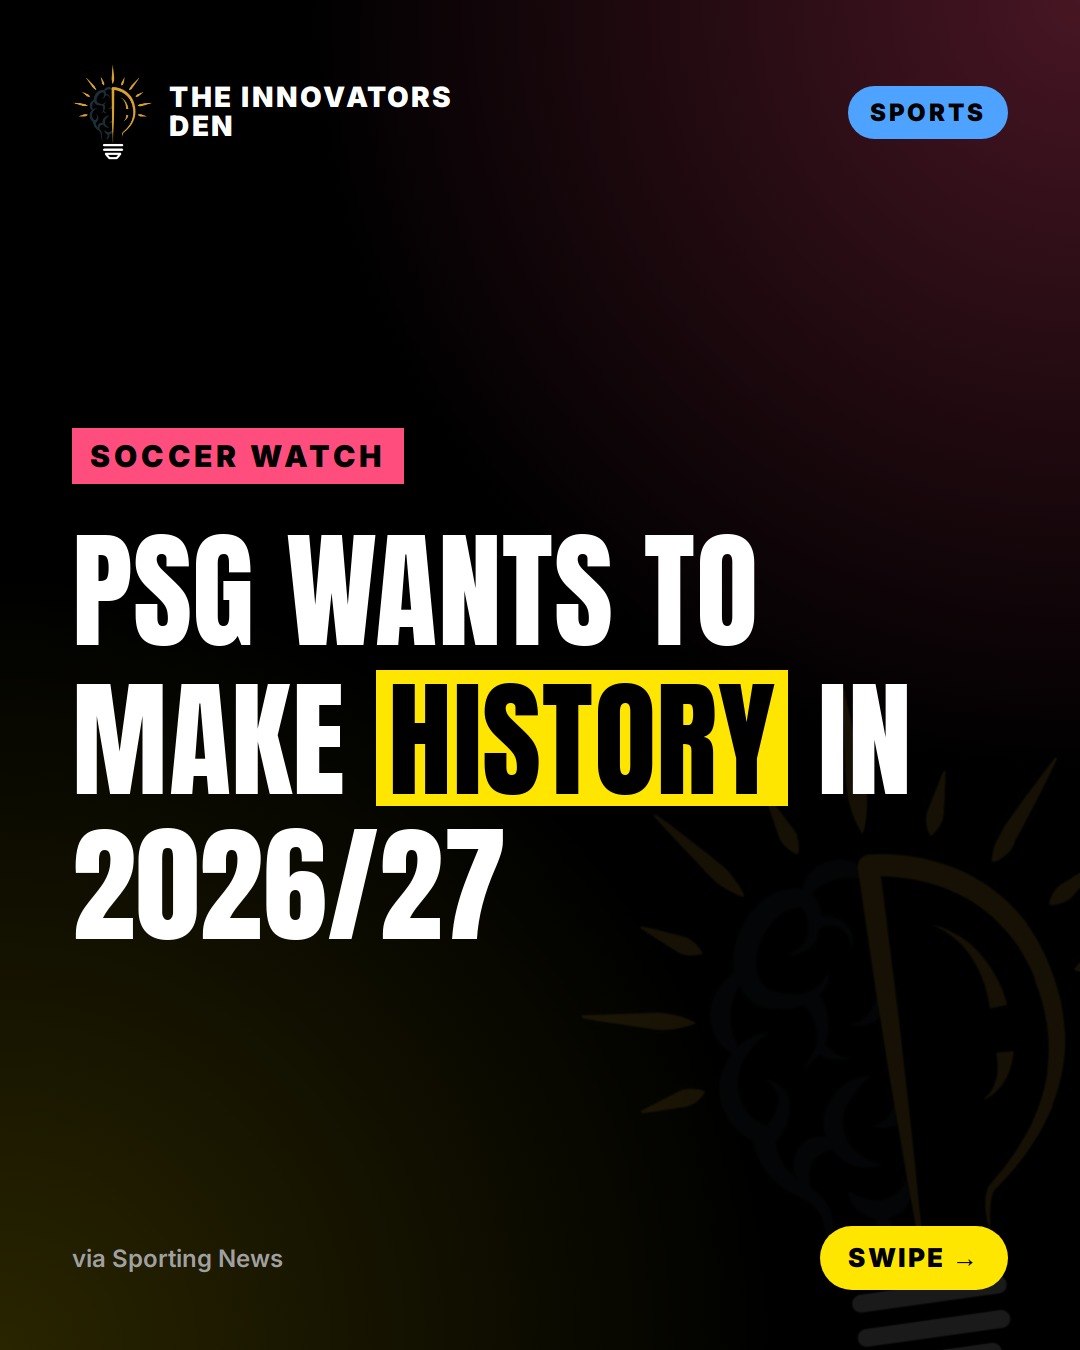 THE INNOVATORS
DEN
SPORTS
SOCCER WATCH
PSG WANTS TO
MAKE HISTORY IN
2026/27
via Sporting News
SWIPE →